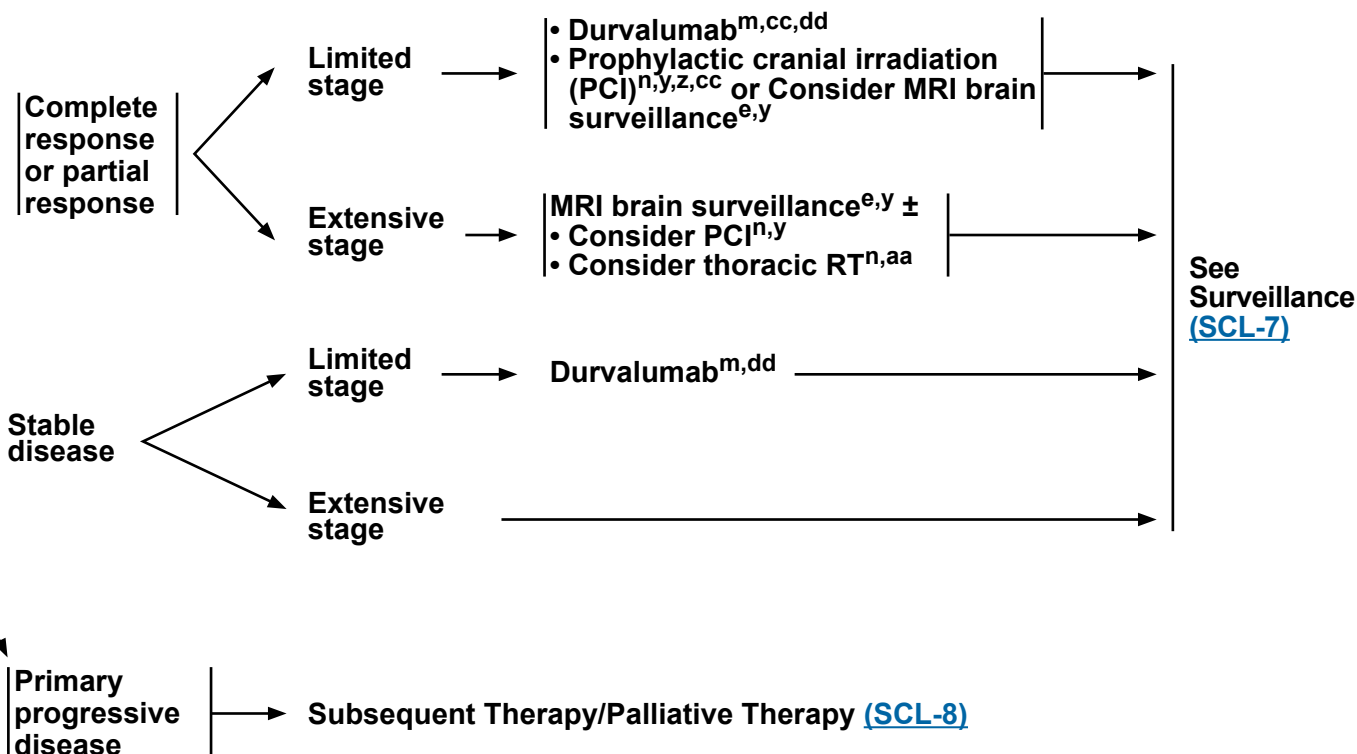 Complete
response
or partial
response
Limited
stage
• Durvalumabm,cc,dd
• Prophylactic cranial irradiation
(PCI)n,y,z,cc or Consider MRI brain
surveillancee,y
Extensive
stage
MRI brain surveillancee,y ±
• Consider PCIn,y
• Consider thoracic RTn,aa
See
Surveillance
(SCL-7)
Stable
disease
Limited
stage
Durvalumabm,dd
Extensive
stage
Primary
progressive
disease
Subsequent Therapy/Palliative Therapy (SCL-8)